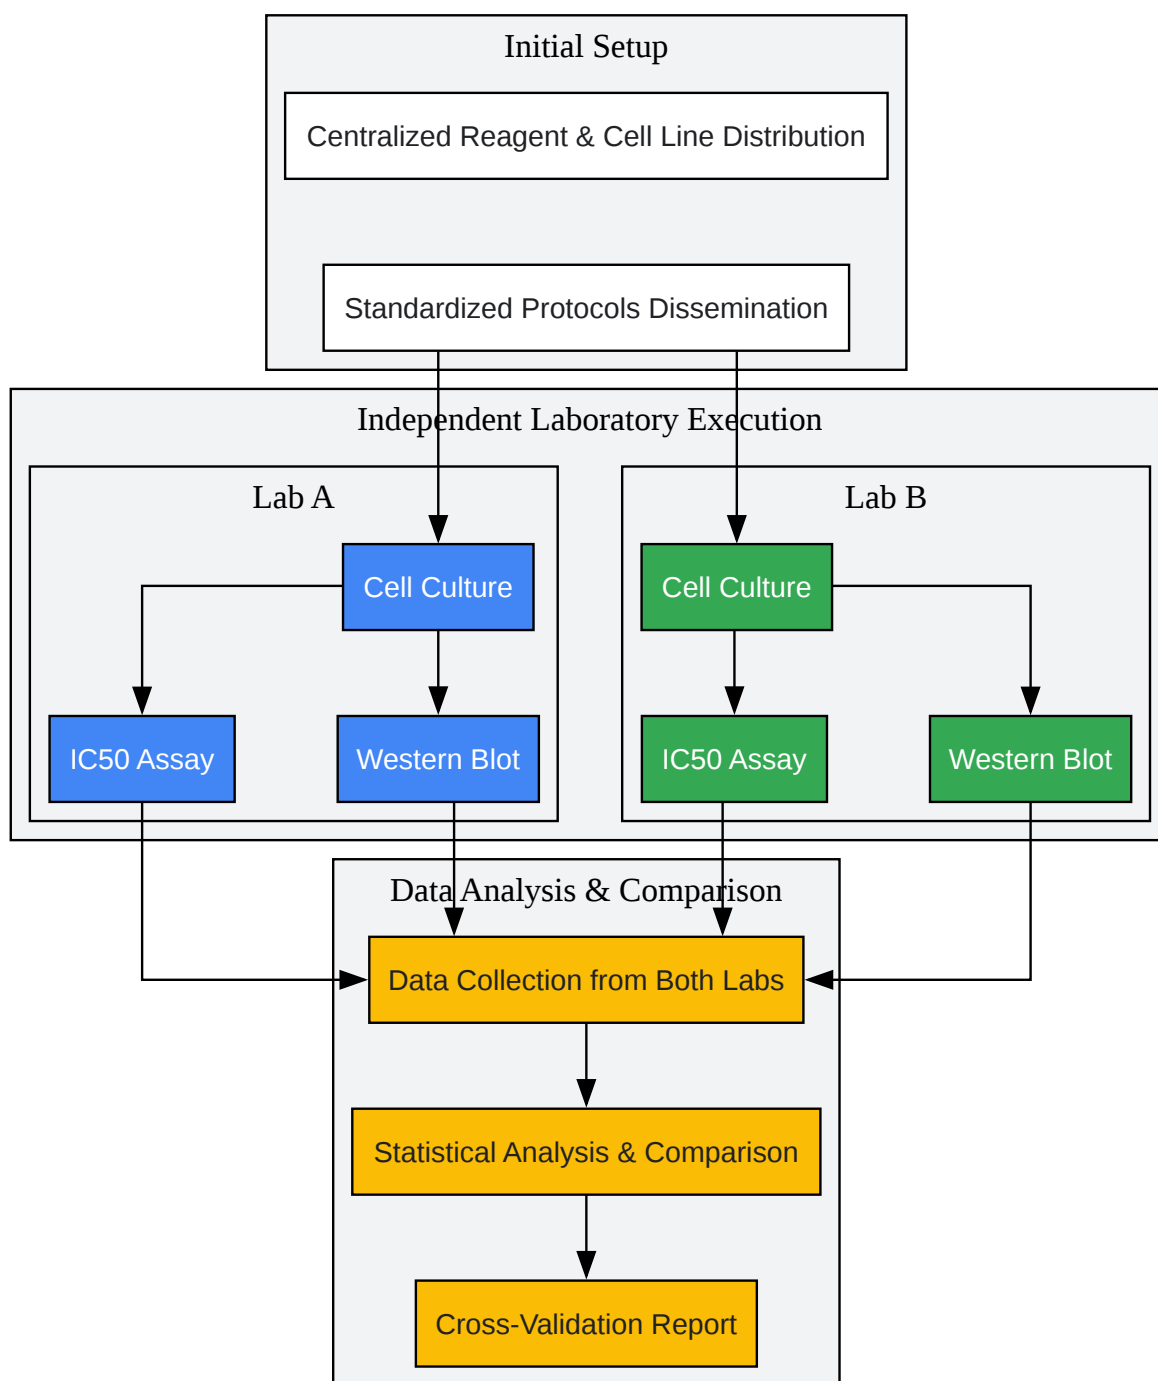 Initial Setup
Centralized Reagent & Cell Line Distribution
Standardized Protocols Dissemination
Independent Laboratory Execution
Lab A
Lab B
Cell Culture
Cell Culture
IC50 Assay
Western Blot
IC50 Assay
Western Blot
Data Analysis & Comparison
Data Collection from Both Labs
Statistical Analysis & Comparison
Cross-Validation Report